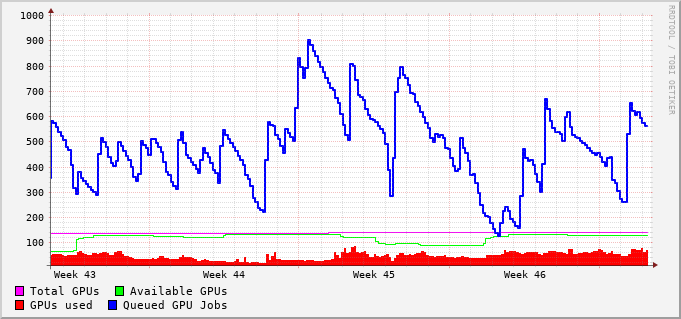 1000
900
800
700
600
500
400
300
200
100
RRDTOOL / TOBI OETIKER
Week 43 Week 44 Week 45 Week 46
Total GPUs Available GPUs
GPUs used Queued GPU Jobs